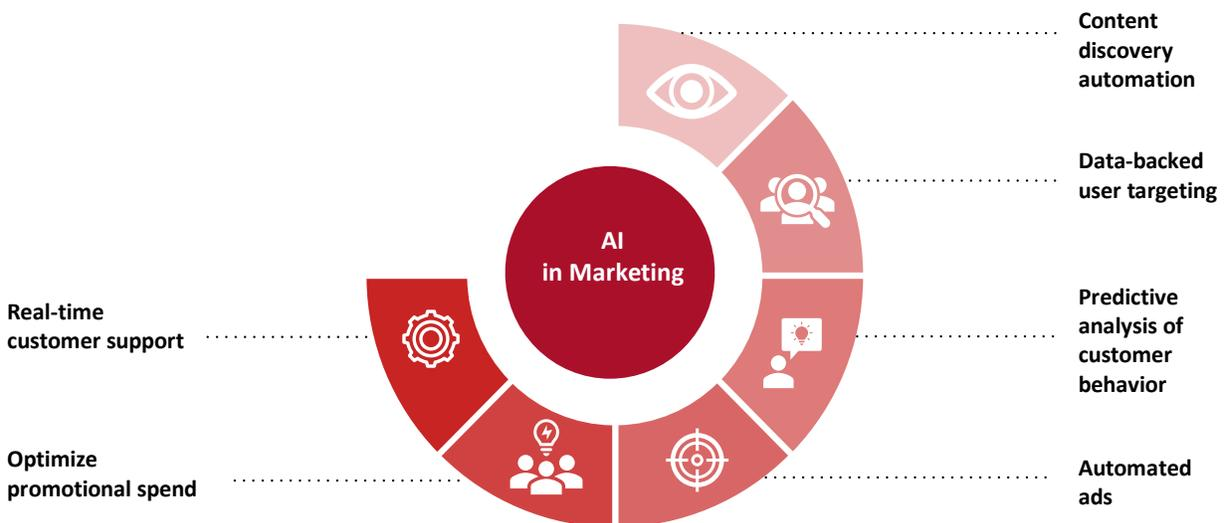 Content
discovery
automation
Data-backed
user targeting
AI
in Marketing
Predictive
analysis of
customer
behavior
Real-time
customer support
Automated
ads
Optimize
promotional spend